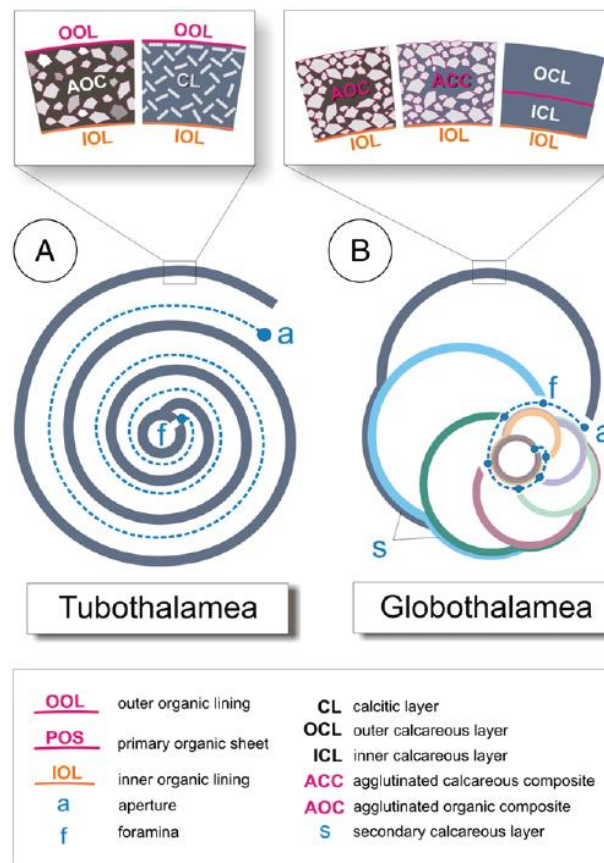 OOL OOL
AOC CL
IOL IOL
AOC ACC OCL
ICL
IOL IOL IOL
A B
a
f
f
a
s
Tubothalamea
Globothalamea
OOL outer organic lining
POS primary organic sheet
IOL inner organic lining
a aperture
f foramina
CL calcitic layer
OCL outer calcareous layer
ICL inner calcareous layer
ACC agglutinated calcareous composite
AOC agglutinated organic composite
s secondary calcareous layer